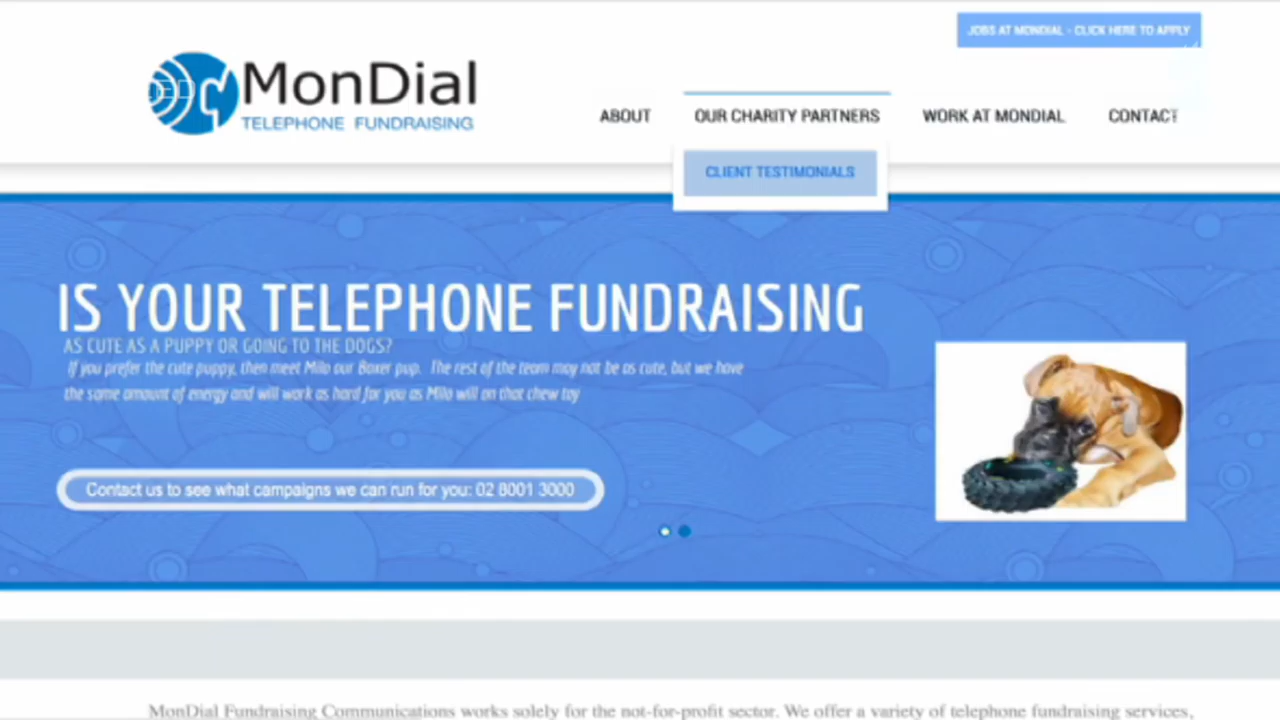 JOBS AT MONDIAL - CLICK HERE TO APPLY
MonDial
TELEPHONE FUNDRAISING
ABOUT
OUR CHARITY PARTNERS
WORK AT MONDIAL
CONTACT
CLIENT TESTIMONIALS
IS YOUR TELEPHONE FUNDRAISING
AS CUTE AS A PUPPY OR GOING TO THE DOGS?
If you prefer the cute puppy, then meet Milo our Boxer pup. The rest of the team may not be as cute, but we have
the same amount of energy and will work as hard for you as Milo will on that chew toy
Contact us to see what campaigns we can run for you: 02 8001 3000
MonDial Fundraising Communications works solely for the not-for-profit sector. We offer a variety of telephone fundraising services,